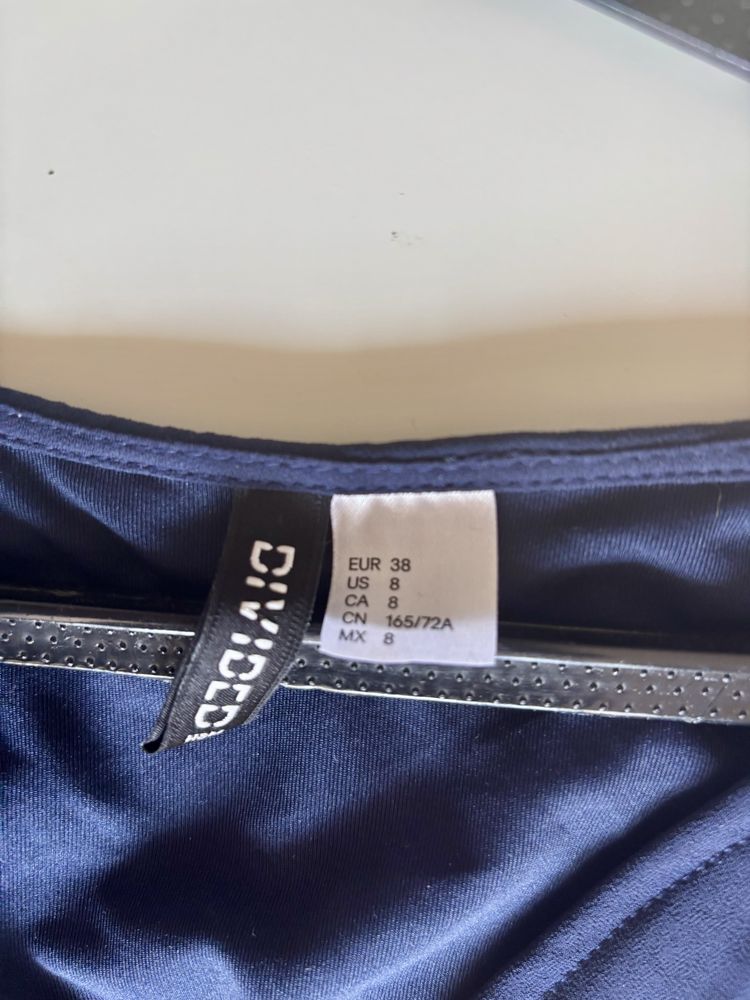 DIVIDED
EUR 38
US 8
CA 8
CN 165/72A
MX 8